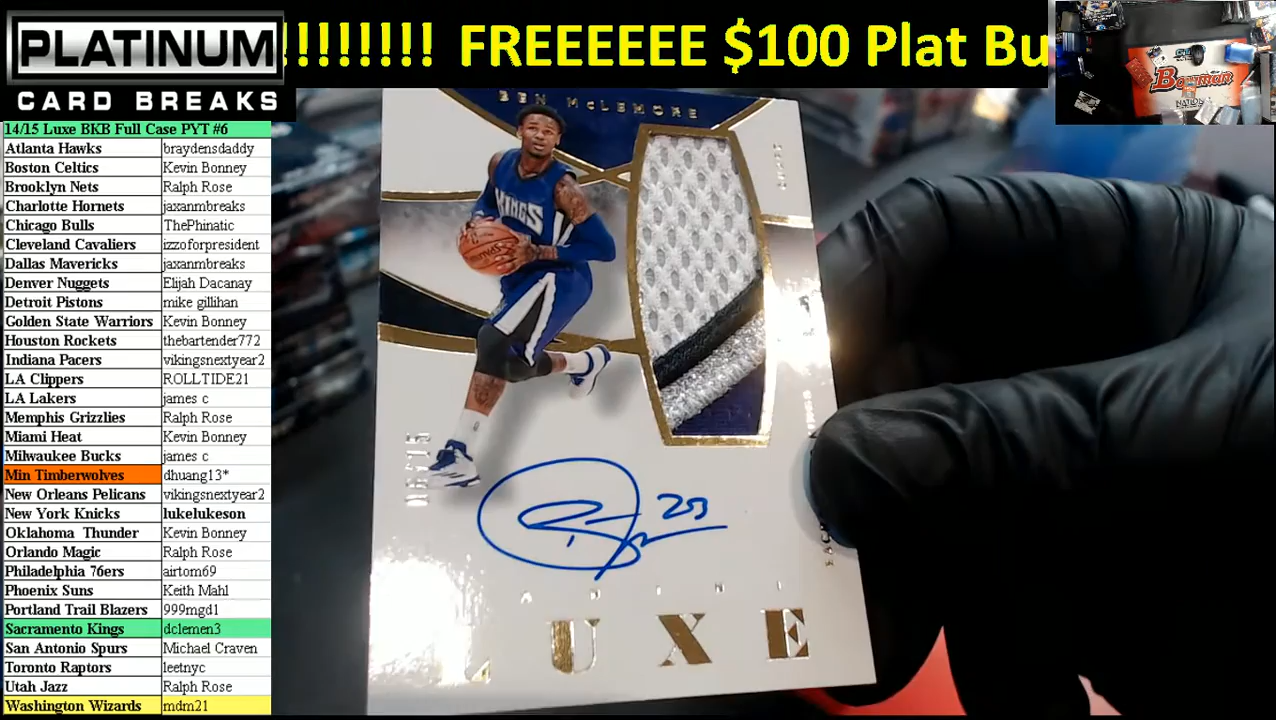 PLATINUM
CARD BREAKS
!!!!!!!!! FREEEEEE $100 Plat Bu
Bowman
14/15 Luxe BKB Full Case PYT #6
Atlanta Hawks braydensdaddy
Boston Celtics Kevin Bonney
Brooklyn Nets Ralph Rose
Charlotte Hornets jaxanmbreaks
Chicago Bulls ThePhinatic
Cleveland Cavaliers izzoforpresident
Dallas Mavericks jaxanmbreaks
Denver Nuggets Elijah Dacanay
Detroit Pistons mike gillihan
Golden State Warriors Kevin Bonney
Houston Rockets thebartender772
Indiana Pacers vikingsnextyear2
LA Clippers ROLLTIDE21
LA Lakers james c
Memphis Grizzlies Ralph Rose
Miami Heat Kevin Bonney
Milwaukee Bucks james c
Min Timberwolves dhuang13*
New Orleans Pelicans vikingsnextyear2
New York Knicks lukelukeson
Oklahoma Thunder Kevin Bonney
Orlando Magic Ralph Rose
Philadelphia 76ers airtom69
Phoenix Suns Keith Mahl
Portland Trail Blazers 999mgd1
Sacramento Kings dclemen3
San Antonio Spurs Michael Craven
Toronto Raptors leetnyc
Utah Jazz Ralph Rose
Washington Wizards mdm21
BEN McLEMORE
KINGS
06/15
23
UXE